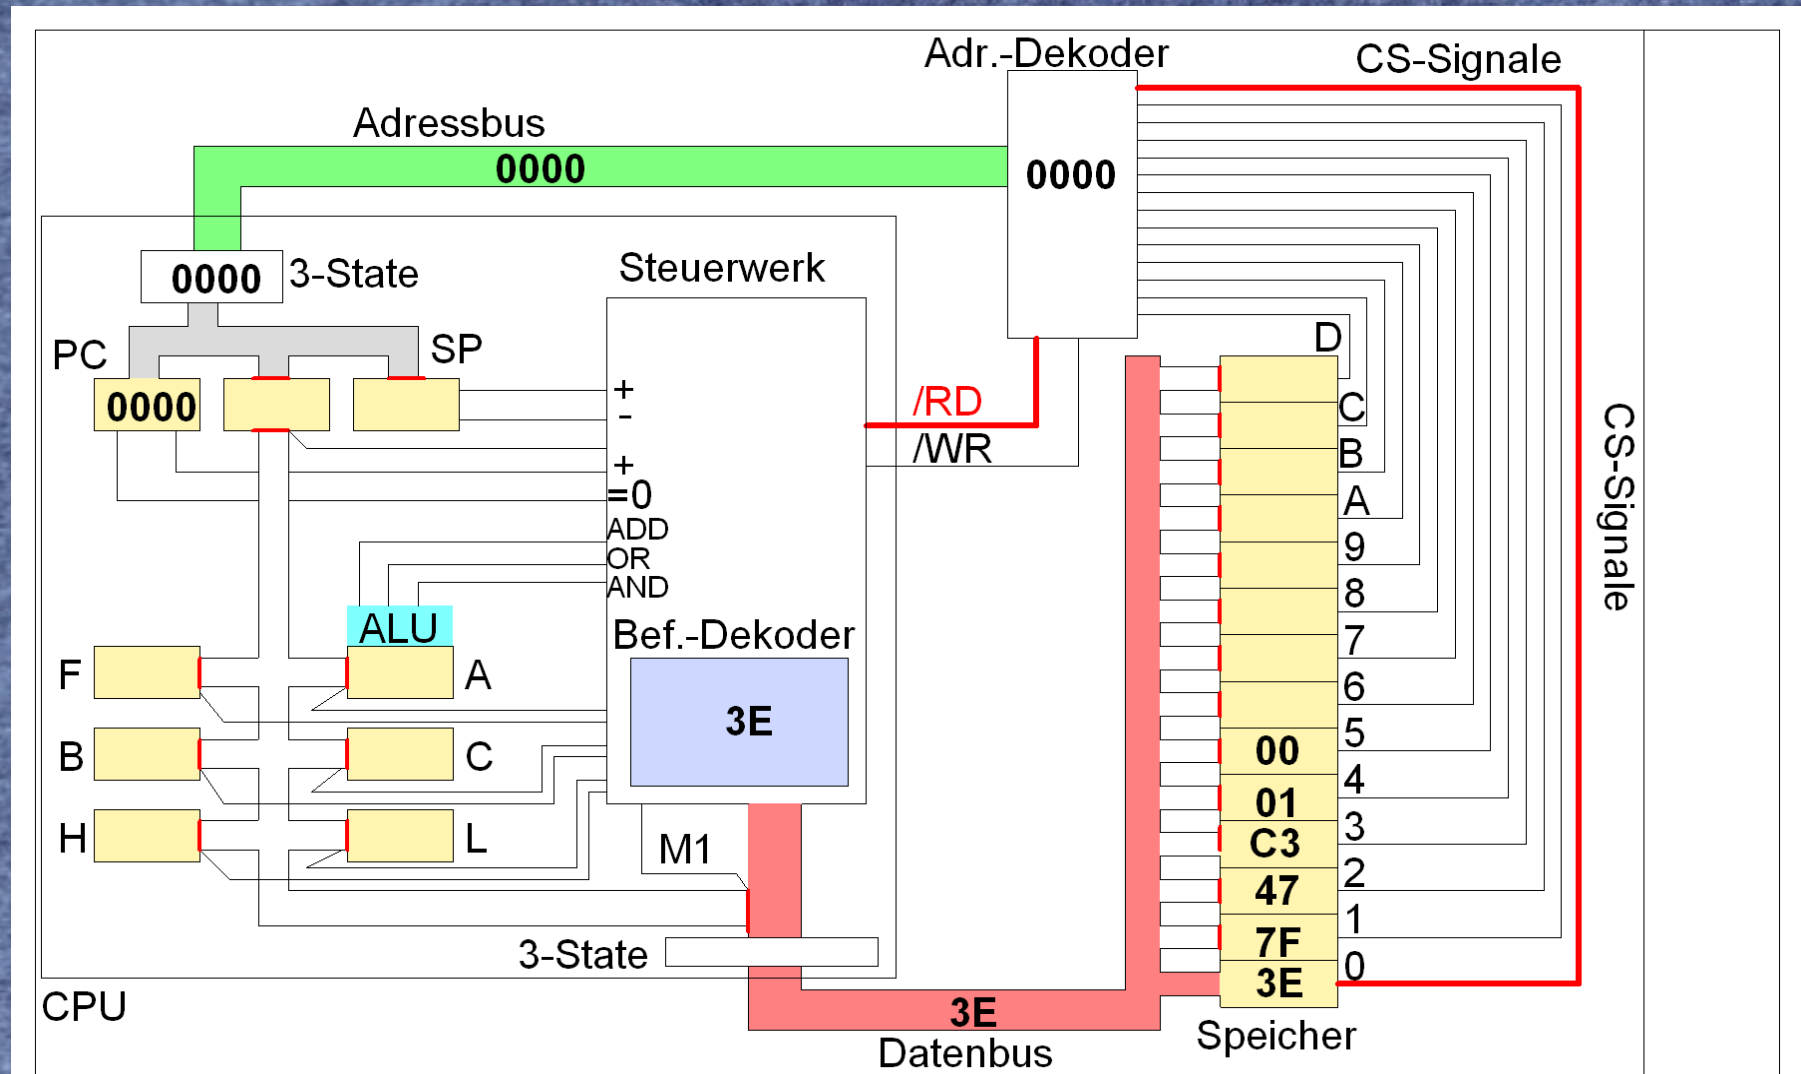 Adr.-Dekoder
CS-Signale
Adressbus
0000
0000
0000
3-State
Steuerwerk
PC
SP
0000
+
-
/RD
/WR
+
=0
ADD
OR
AND
ALU
Bef.-Dekoder
3E
F
A
B
C
H
L
M1
3-State
CPU
3E
Datenbus
D
C
B
A
9
8
7
6
5
00
4
01
3
C3
2
47
1
7F
0
3E
Speicher
CS-Signale